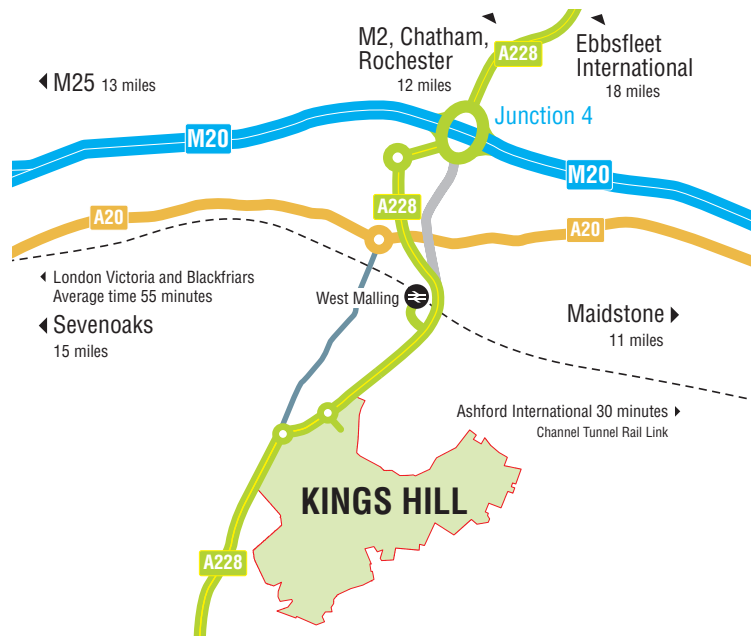 M2, Chatham,
Rochester
12 miles
A228
Ebbsfleet
International
18 miles
M25 13 miles
Junction 4
M20
M20
A228
A20
A20
London Victoria and Blackfriars
Average time 55 minutes
West Malling
Sevenoaks
15 miles
Maidstone
11 miles
Ashford International 30 minutes
Channel Tunnel Rail Link
KINGS HILL
A228